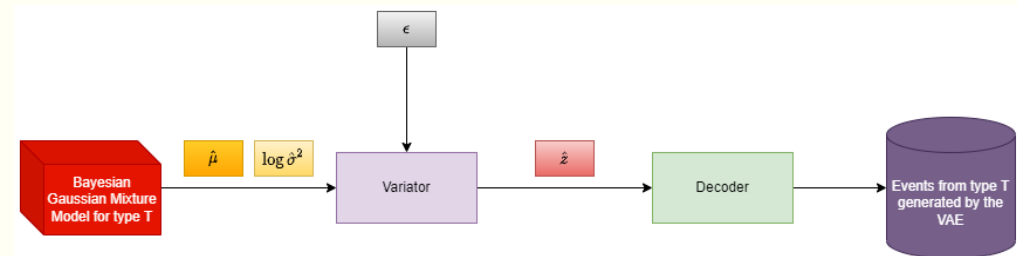 ϵ
μ̂
log σ̂²
ẑ
Bayesian
Gaussian Mixture
Model for type T
Variator
Decoder
Events from type T
generated by the
VAE